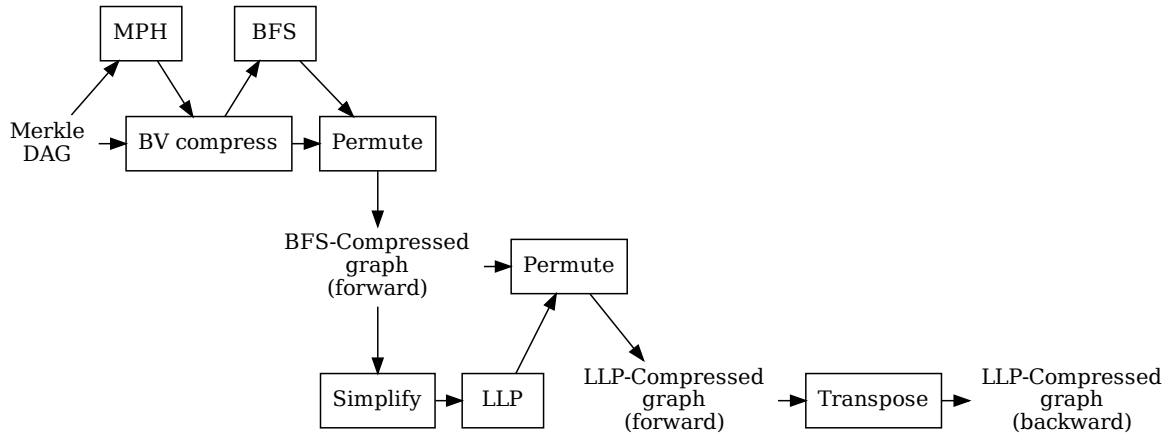 MPH
BFS
Merkle
DAG
BV compress
Permute
BFS-Compressed
graph
(forward)
Permute
Simplify
LLP
LLP-Compressed
graph
(forward)
Transpose
LLP-Compressed
graph
(backward)